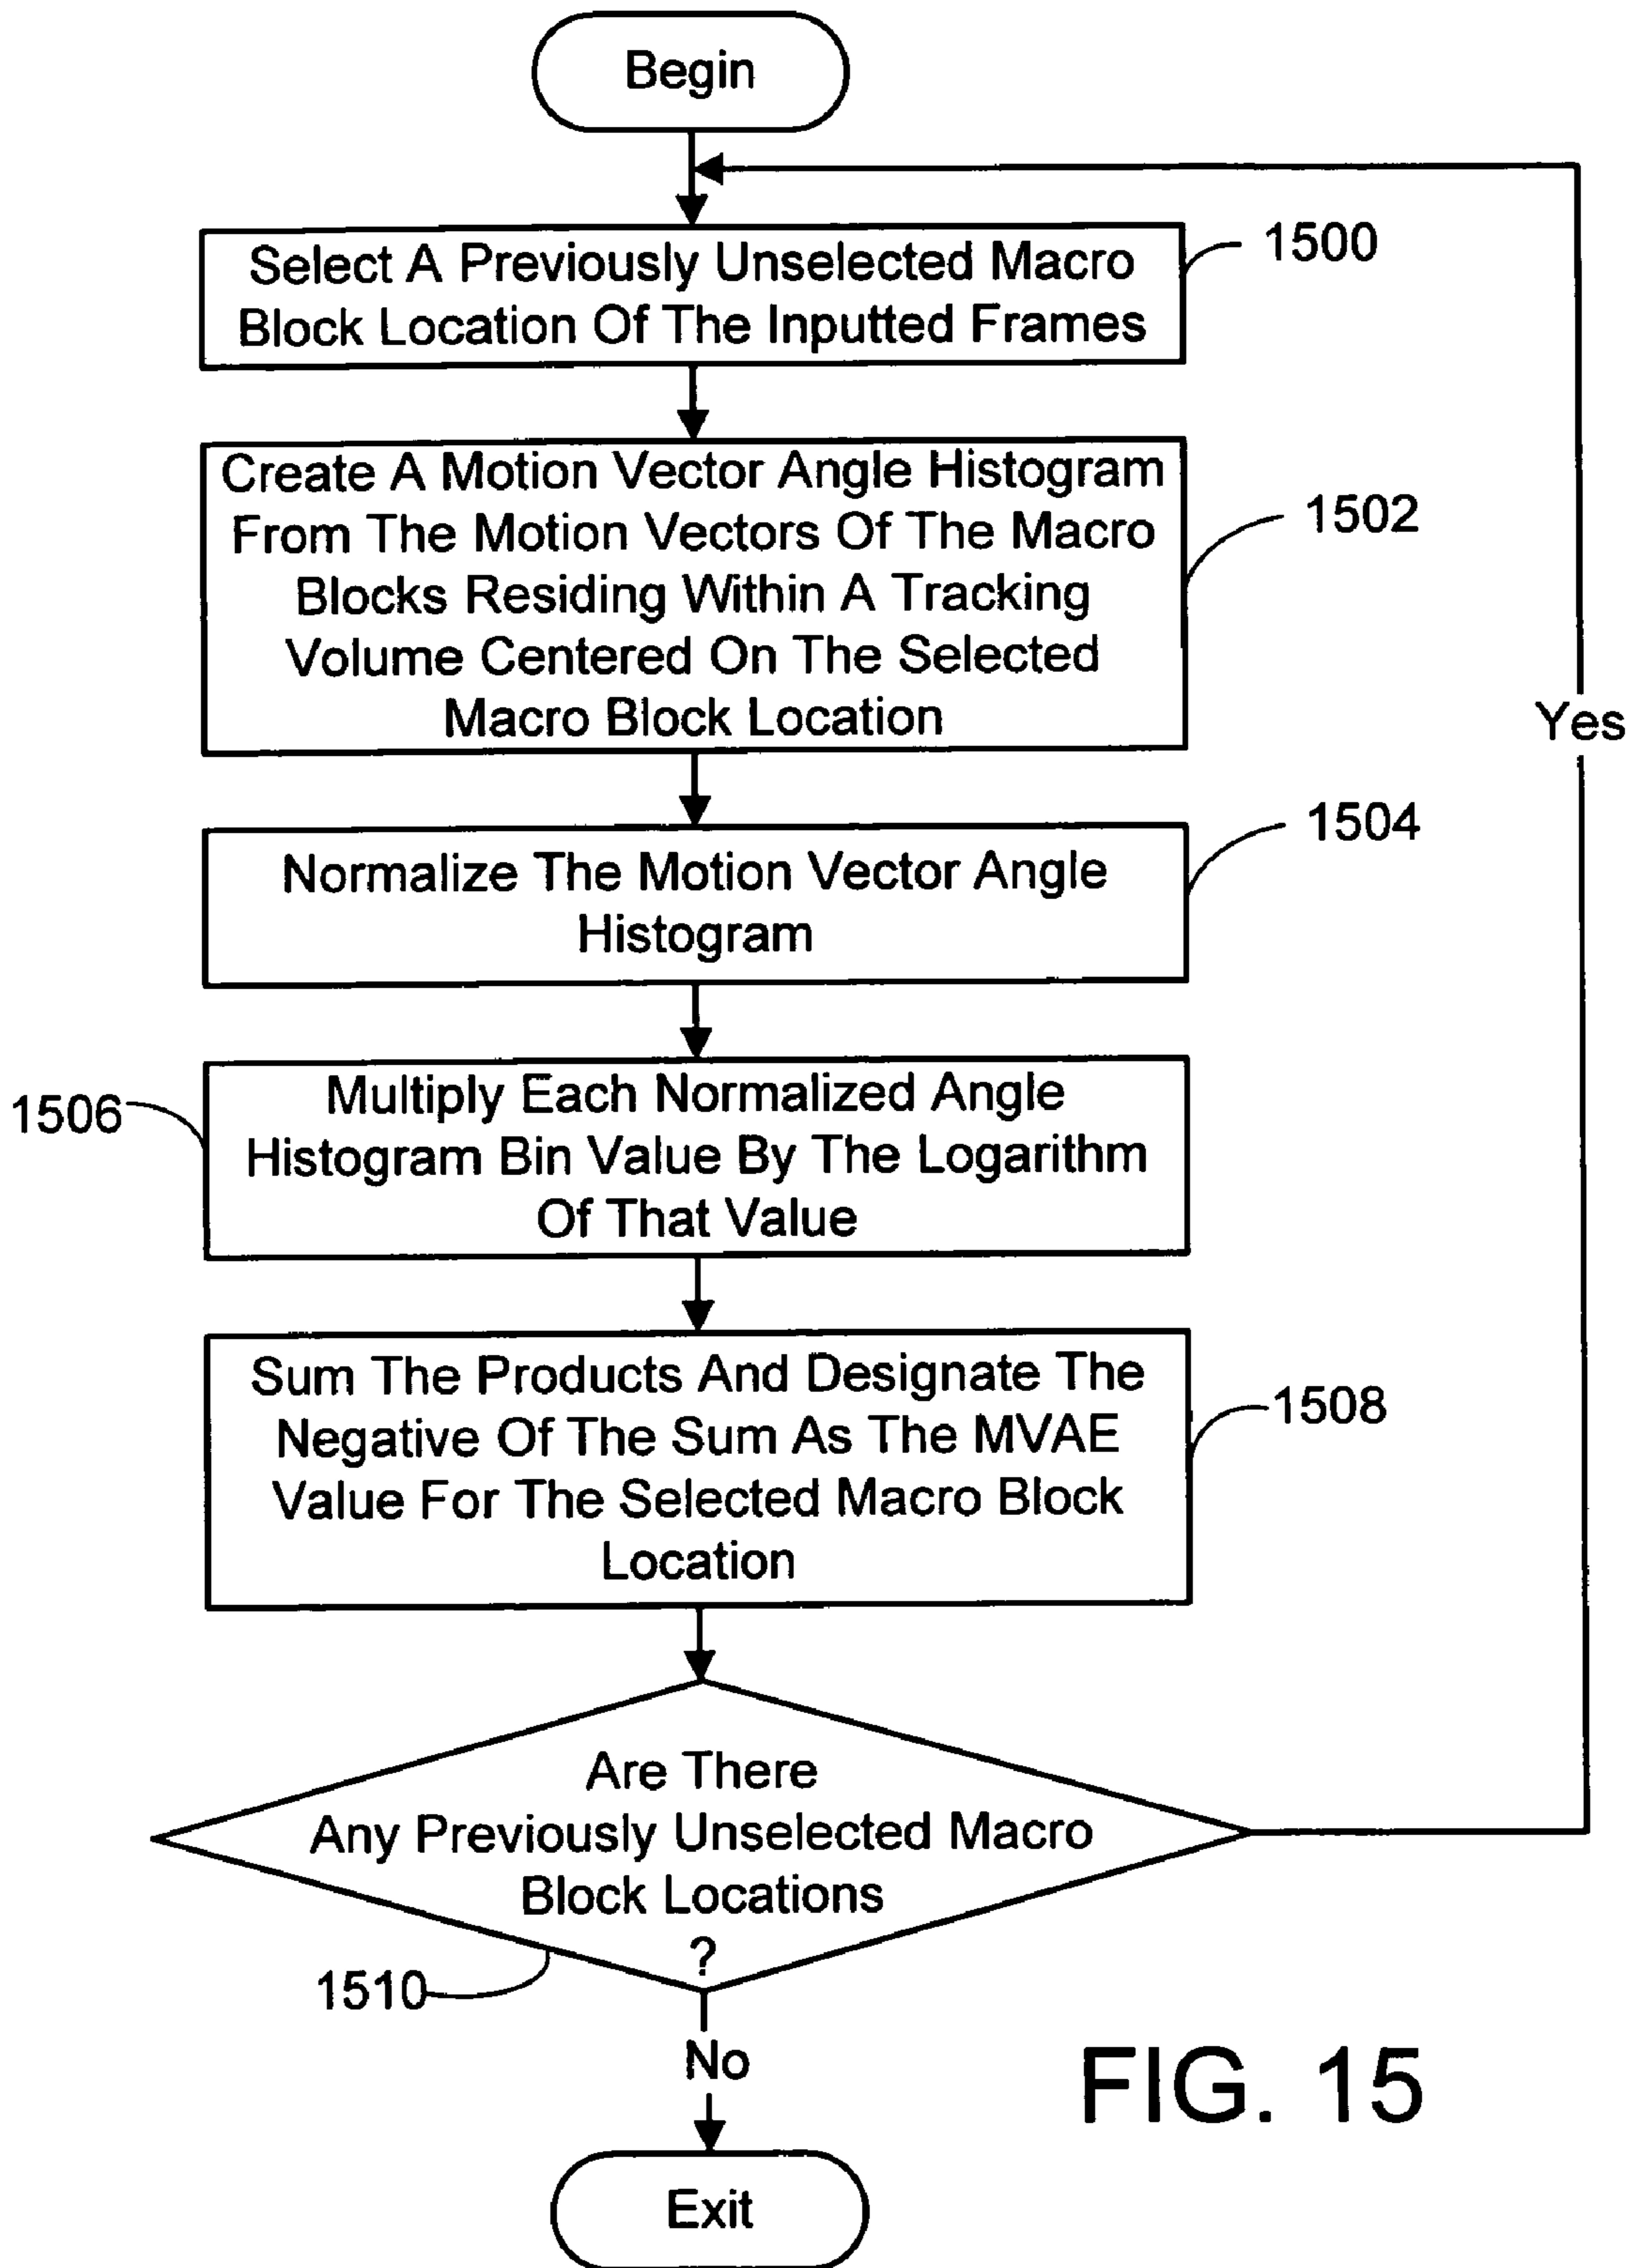 Begin
Select A Previously Unselected Macro
Block Location Of The Inputted Frames
1500
Create A Motion Vector Angle Histogram
From The Motion Vectors Of The Macro
Blocks Residing Within A Tracking
Volume Centered On The Selected
Macro Block Location
1502
Yes
Normalize The Motion Vector Angle
Histogram
1504
1506
Multiply Each Normalized Angle
Histogram Bin Value By The Logarithm
Of That Value
Sum The Products And Designate The
Negative Of The Sum As The MVAE
Value For The Selected Macro Block
Location
1508
Are There
Any Previously Unselected Macro
Block Locations
?
1510
No
FIG. 15
Exit